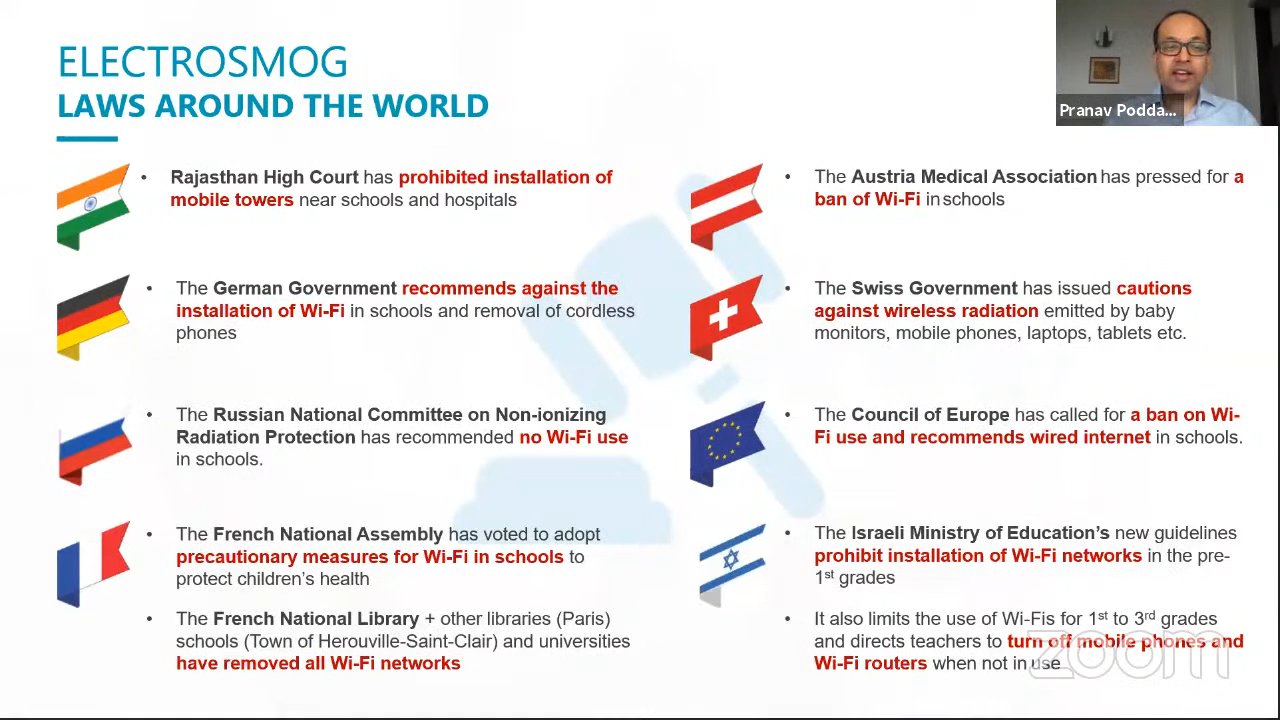 ELECTROSMOG
LAWS AROUND THE WORLD
Pranav Podda...
• Rajasthan High Court has prohibited installation of
mobile towers near schools and hospitals
• The German Government recommends against the
installation of Wi-Fi in schools and removal of cordless
phones
• The Russian National Committee on Non-ionizing
Radiation Protection has recommended no Wi-Fi use
in schools.
• The French National Assembly has voted to adopt
precautionary measures for Wi-Fi in schools to
protect children’s health
• The French National Library + other libraries (Paris)
schools (Town of Herouville-Saint-Clair) and universities
have removed all Wi-Fi networks
• The Austria Medical Association has pressed for a
ban of Wi-Fi in schools
• The Swiss Government has issued cautions
against wireless radiation emitted by baby
monitors, mobile phones, laptops, tablets etc.
• The Council of Europe has called for a ban on Wi-
Fi use and recommends wired internet in schools.
• The Israeli Ministry of Education’s new guidelines
prohibit installation of Wi-Fi networks in the pre-
1st grades
• It also limits the use of Wi-Fis for 1st to 3rd grades
and directs teachers to turn off mobile phones and
Wi-Fi routers when not in use
zoom